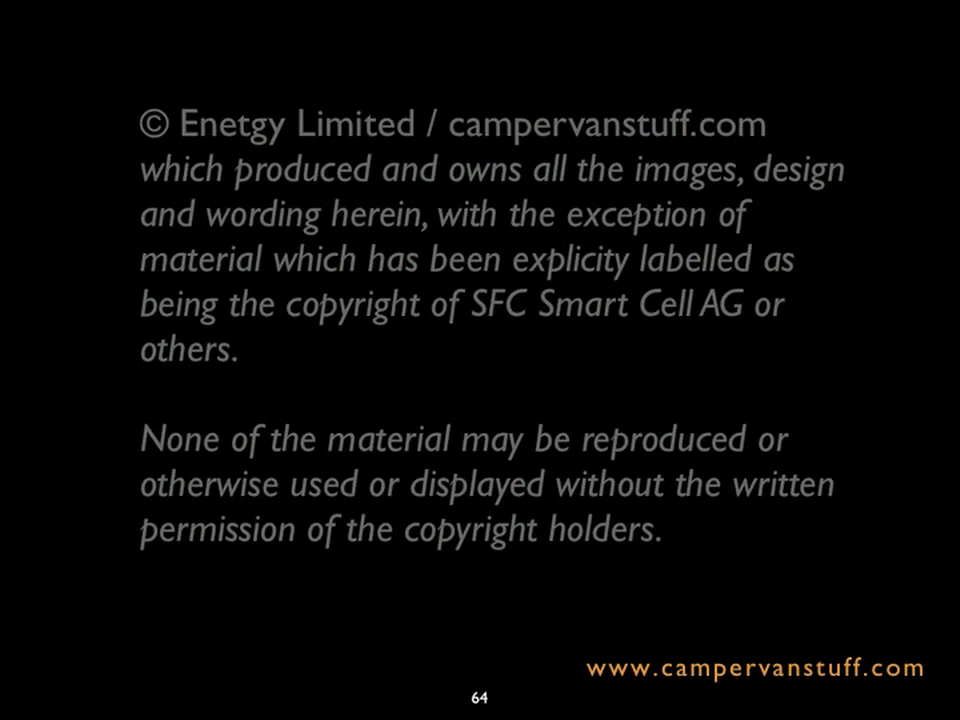 © Enetgy Limited / campervanstuff.com
which produced and owns all the images, design
and wording herein, with the exception of
material which has been explicity labelled as
being the copyright of SFC Smart Cell AG or
others.
None of the material may be reproduced or
otherwise used or displayed without the written
permission of the copyright holders.
www.campervanstuff.com
64